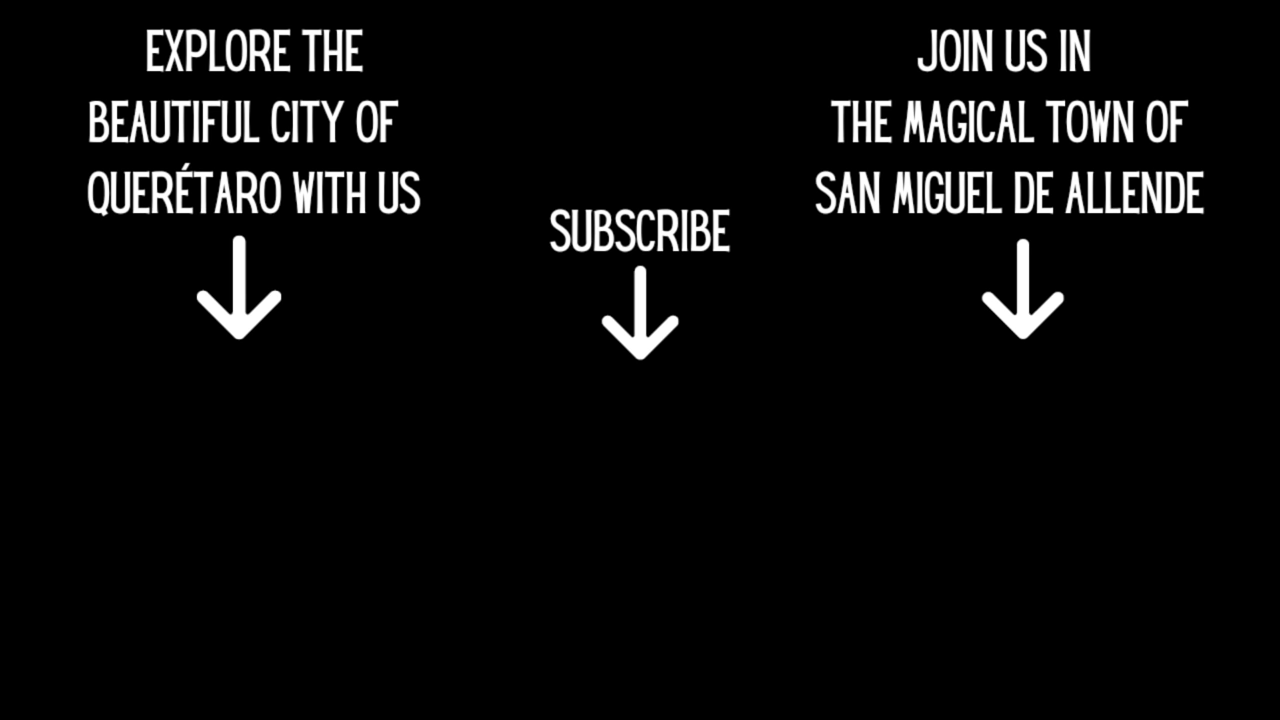 EXPLORE THE
BEAUTIFUL CITY OF
QUERÉTARO WITH US
SUBSCRIBE
JOIN US IN
THE MAGICAL TOWN OF
SAN MIGUEL DE ALLENDE